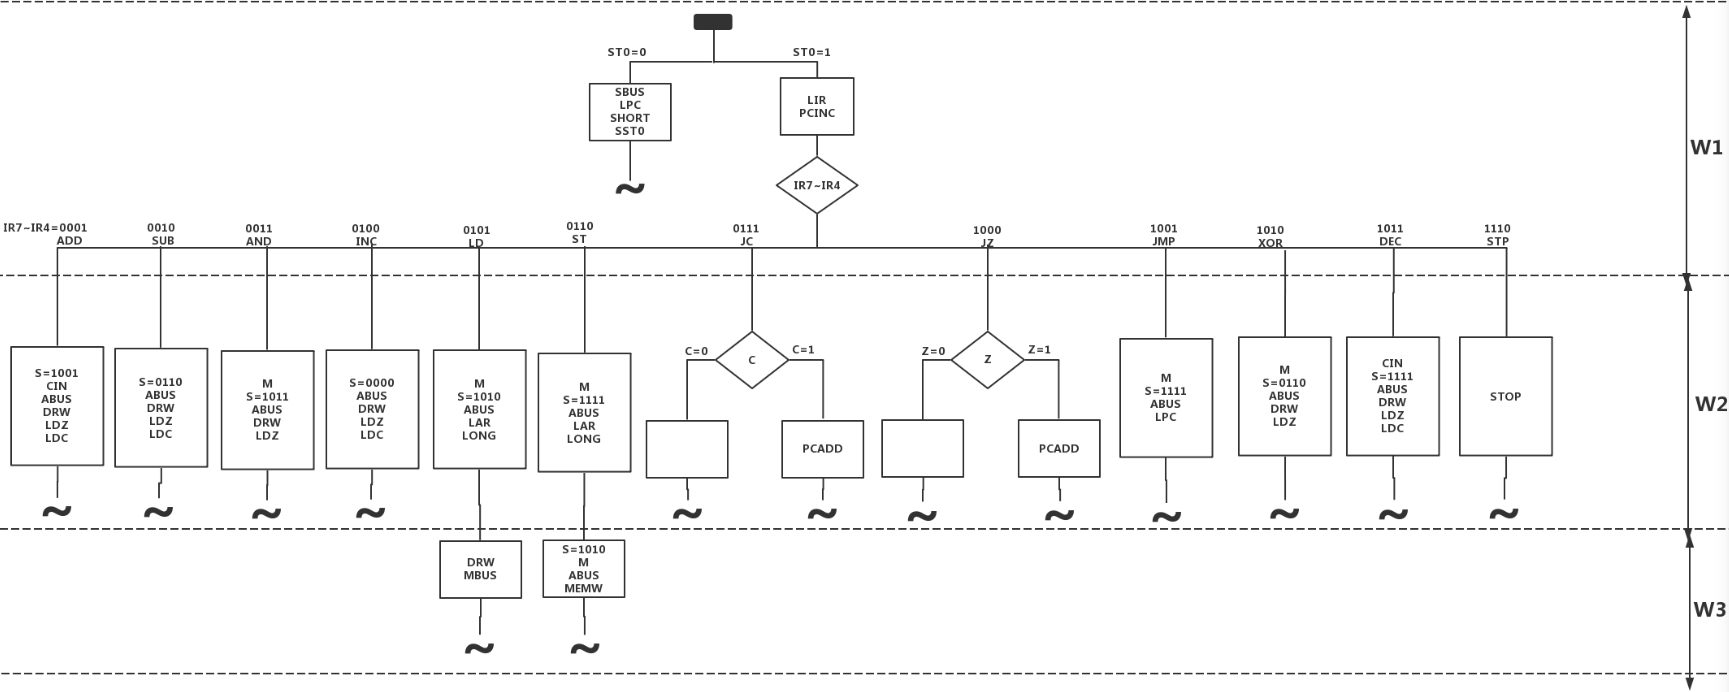 ST0=0
ST0=1
SBUS
LPC
SHORT
SST0
LIR
PCINC
W1
IR7~IR4
IR7~IR4=0001
ADD
0010
SUB
0011
AND
0100
INC
0101
LD
0110
ST
0111
JC
1000
JZ
1001
JMP
1010
XOR
1011
DEC
1110
STP
S=1001
CIN
ABUS
DRW
LDZ
LDC
S=0110
ABUS
DRW
LDZ
LDC
M
S=1011
ABUS
DRW
LDZ
S=0000
ABUS
DRW
LDZ
LDC
M
S=1010
ABUS
LAR
LONG
M
S=1111
ABUS
LAR
LONG
C=0
C
C=1
PCADD
Z=0
Z
Z=1
PCADD
M
S=1111
ABUS
LPC
M
S=0110
ABUS
DRW
LDZ
CIN
S=1111
ABUS
DRW
LDZ
LDC
STOP
W2
DRW
MBUS
S=1010
M
ABUS
MEMW
W3